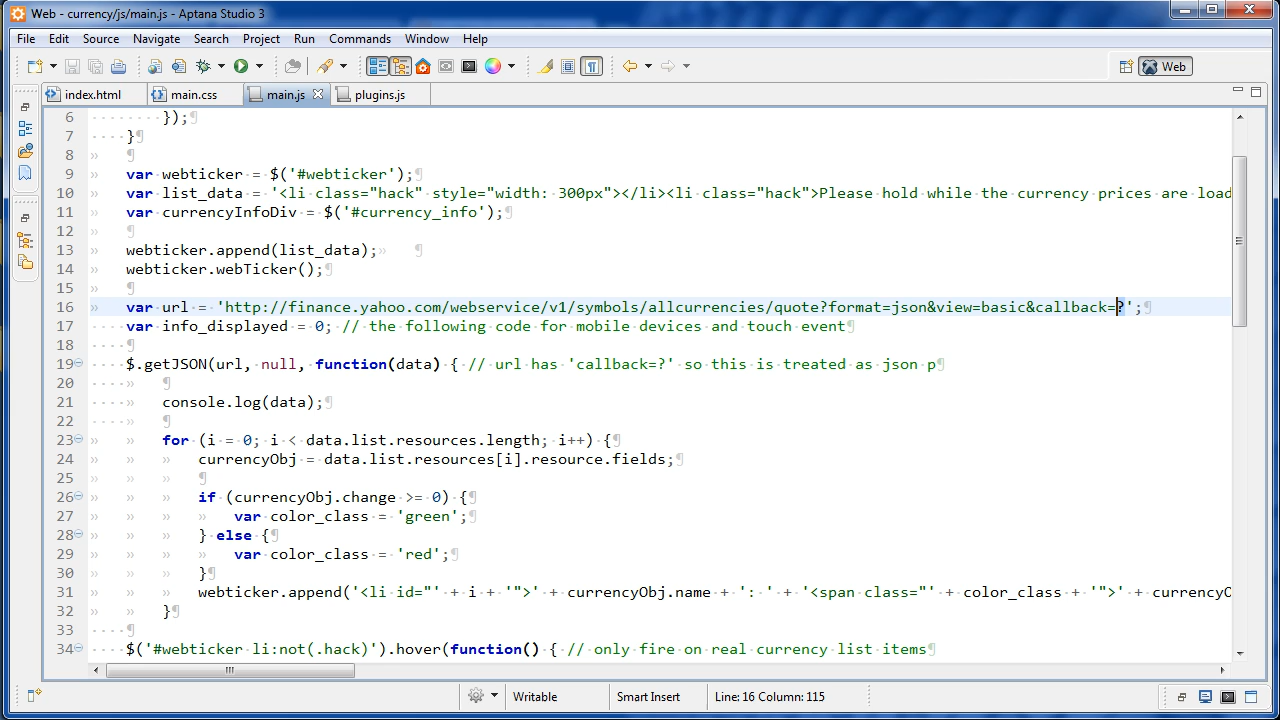 Web - currency/js/main.js - Aptana Studio 3
File Edit Source Navigate Search Project Run Commands Window Help
Web
index.html main.css main.js plugins.js
6 });
7 }
8
9 var webticker = $('#webticker');
10 var list_data = '<li class="hack" style="width: 300px"></li><li class="hack">Please hold while the currency prices are load
11 var currencyInfoDiv = $('#currency_info');
12
13 webticker.append(list_data);
14 webticker.webTicker();
15
16 var url = 'http://finance.yahoo.com/webservice/v1/symbols/allcurrencies/quote?format=json&view=basic&callback=?';
17 var info_displayed = 0; // the following code for mobile devices and touch event
18
19 $.getJSON(url, null, function(data) { // url has 'callback=?' so this is treated as json p
20
21 console.log(data);
22
23 for (i = 0; i < data.list.resources.length; i++) {
24 currencyObj = data.list.resources[i].resource.fields;
25
26 if (currencyObj.change >= 0) {
27 var color_class = 'green';
28 } else {
29 var color_class = 'red';
30 }
31 webticker.append('<li id="' + i + '">' + currencyObj.name + ': ' + '<span class="' + color_class + '">' + currencyO
32 }
33
34 $('#webticker li:not(.hack)').hover(function() { // only fire on real currency list items
Writable Smart Insert Line: 16 Column: 115